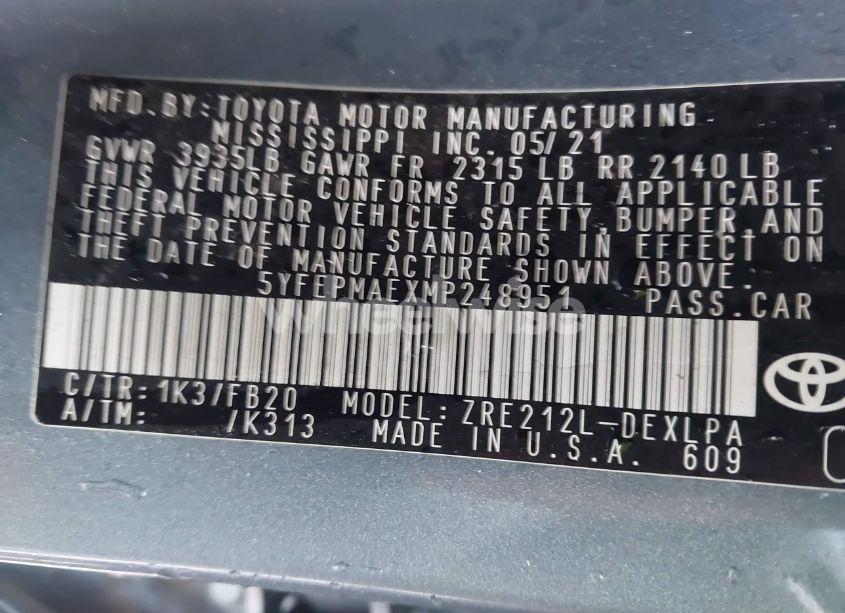 MFD.BY:TOYOTA MOTOR MANUFACTURING
MISSISSIPPI INC. 05/21
GVWR 3935LB GAWR FR 2315 LB RR 2140 LB
THIS VEHICLE CONFORMS TO ALL APPLICABLE
FEDERAL MOTOR VEHICLE SAFETY,BUMPER,AND
THEFT PREVENTION STANDARDS IN EFFECT ON
THE DATE OF MANUFACTURE SHOWN ABOVE.
5YFEPMAEXMP248951 PASS.CAR
Wheelwise
C/TR: 1K3/FB20 MODEL: ZRE212L-DEXLPA
A/TM: /K313 MADE IN U.S.A. 609